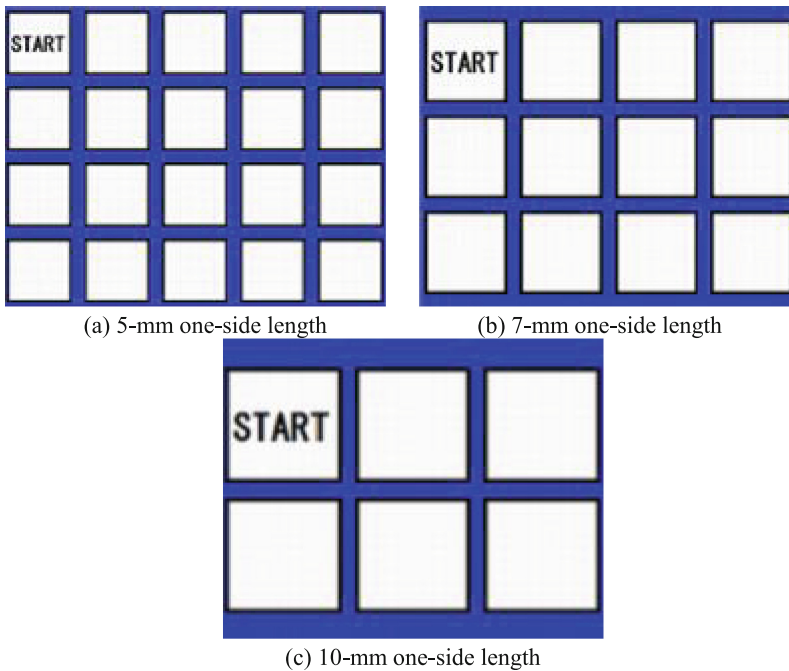 START
START
(a) 5-mm one-side length
(b) 7-mm one-side length
START
(c) 10-mm one-side length